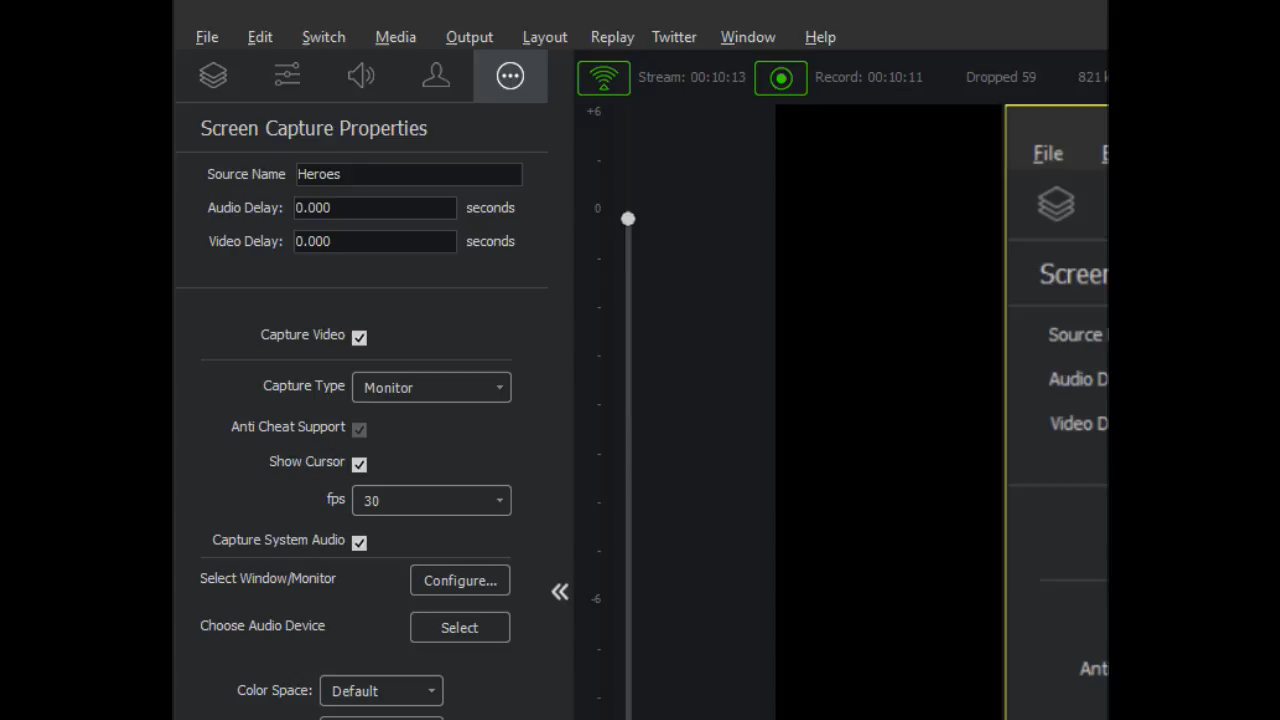 File Edit Switch Media Output Layout Replay Twitter Window Help
Stream: 00:10:13 Record: 00:10:11 Dropped 59 821
Screen Capture Properties
Source Name Heroes
Audio Delay: 0.000 seconds
Video Delay: 0.000 seconds
Capture Video
Capture Type Monitor
Anti Cheat Support
Show Cursor
fps 30
Capture System Audio
Select Window/Monitor Configure...
Choose Audio Device Select
Color Space: Default
+6
0
-6
File
Screen
Source
Audio D
Video D
Ant